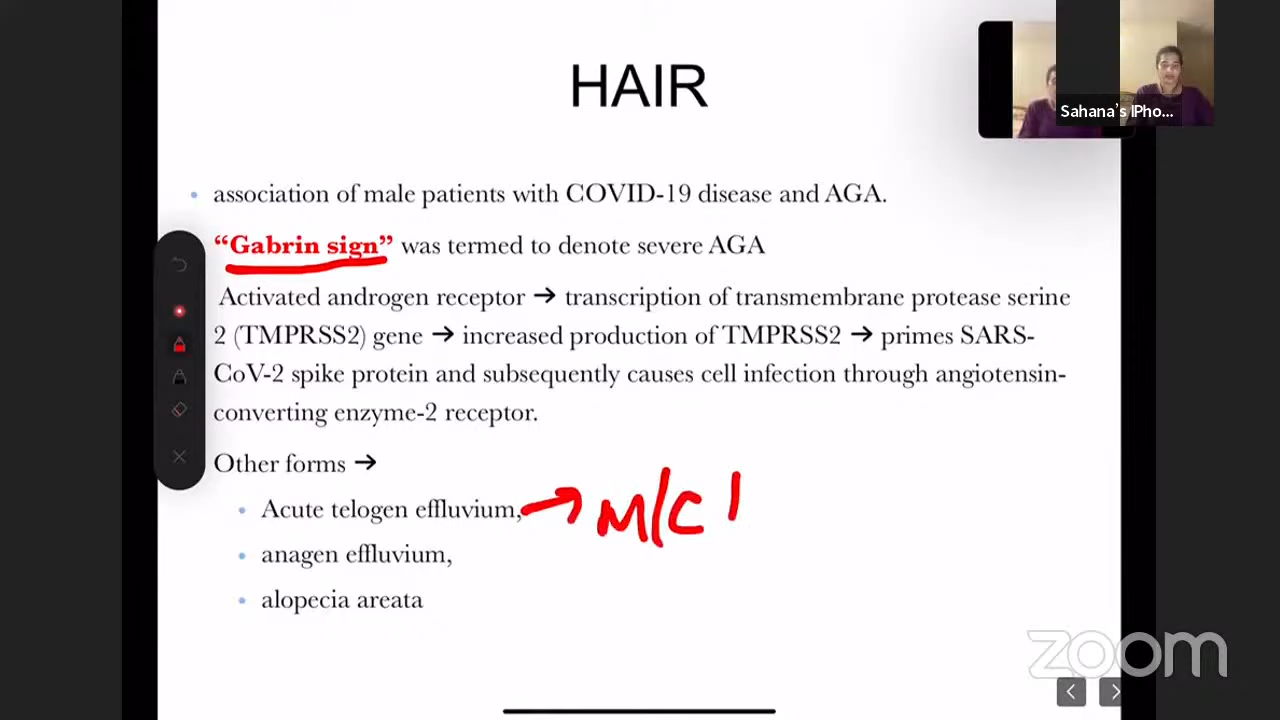 HAIR
Sahana's IPho...
association of male patients with COVID-19 disease and AGA.
“Gabrin sign” was termed to denote severe AGA
Activated androgen receptor → transcription of transmembrane protease serine
2 (TMPRSS2) gene → increased production of TMPRSS2 → primes SARS-
CoV-2 spike protein and subsequently causes cell infection through angiotensin-
converting enzyme-2 receptor.
Other forms →
Acute telogen effluvium, → M/C
anagen effluvium,
alopecia areata
zoom